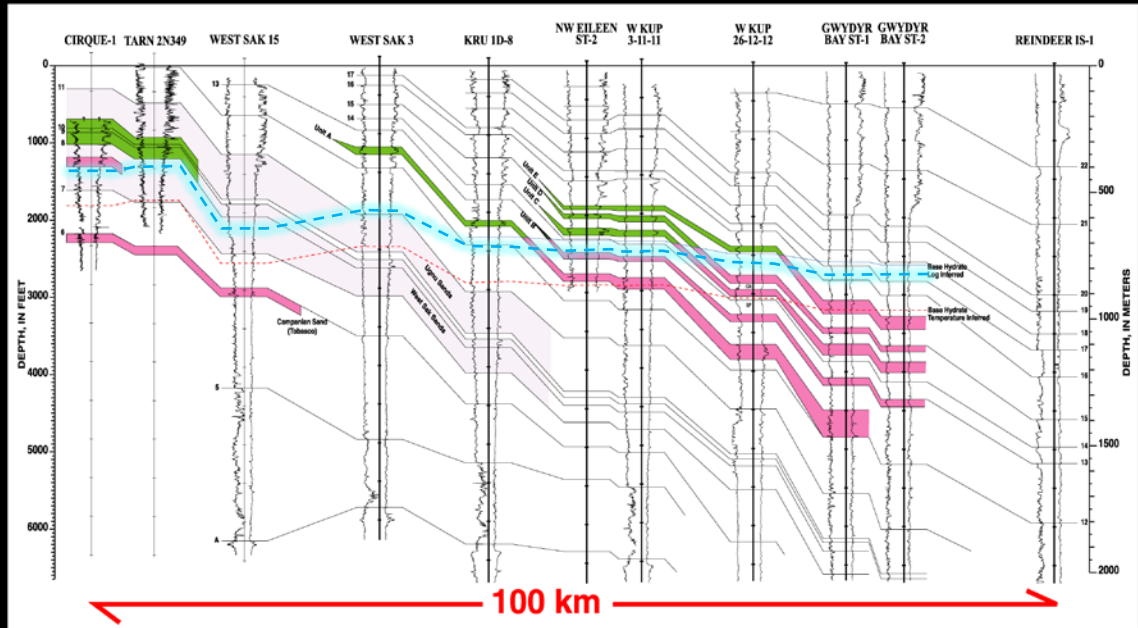 CIRQUE-1 TARN 2N349 WEST SAK 15 WEST SAK 3 KRU 1D-8 NW EILEEN ST-2 W KUP 3-11-11 W KUP 26-12-12 GWYDYR BAY ST-1 GWYDYR BAY ST-2 REINDEER IS-1
0
1000
2000
3000
4000
5000
6000
DEPTH, IN FEET
11
10
9
8
7
6
13
5
A
17
16
15
14
Unit A
Unit E
Unit D
Unit C
Unit B
Ugnu Sands
West Sak Sands
Campanian Sand
(Tobasco)
Base Hydrate
Log Inferred
Base Hydrate
Temperature Inferred
22
21
20
19
18
17
16
15
14
13
12
0
500
1000
1500
2000
DEPTH, IN METERS
100 km